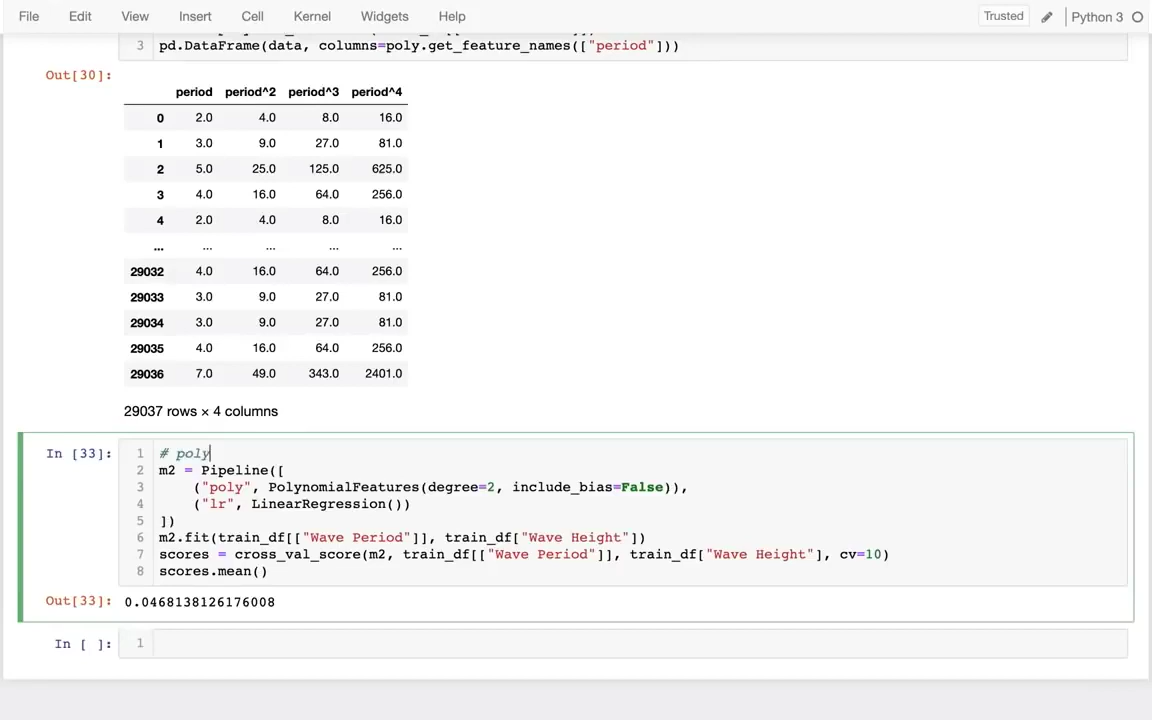 File Edit View Insert Cell Kernel Widgets Help Trusted Python 3
3 pd.DataFrame(data, columns=poly.get_feature_names(["period"]))
Out[30]:
period period^2 period^3 period^4
0 2.0 4.0 8.0 16.0
1 3.0 9.0 27.0 81.0
2 5.0 25.0 125.0 625.0
3 4.0 16.0 64.0 256.0
4 2.0 4.0 8.0 16.0
... ... ... ... ...
29032 4.0 16.0 64.0 256.0
29033 3.0 9.0 27.0 81.0
29034 3.0 9.0 27.0 81.0
29035 4.0 16.0 64.0 256.0
29036 7.0 49.0 343.0 2401.0
29037 rows × 4 columns
In [33]: 1 # poly
2 m2 = Pipeline([
3 ("poly", PolynomialFeatures(degree=2, include_bias=False)),
4 ("lr", LinearRegression())
5 ])
6 m2.fit(train_df[["Wave Period"]], train_df["Wave Height"])
7 scores = cross_val_score(m2, train_df[["Wave Period"]], train_df["Wave Height"], cv=10)
8 scores.mean()
Out[33]: 0.0468138126176008
In [ ]: 1